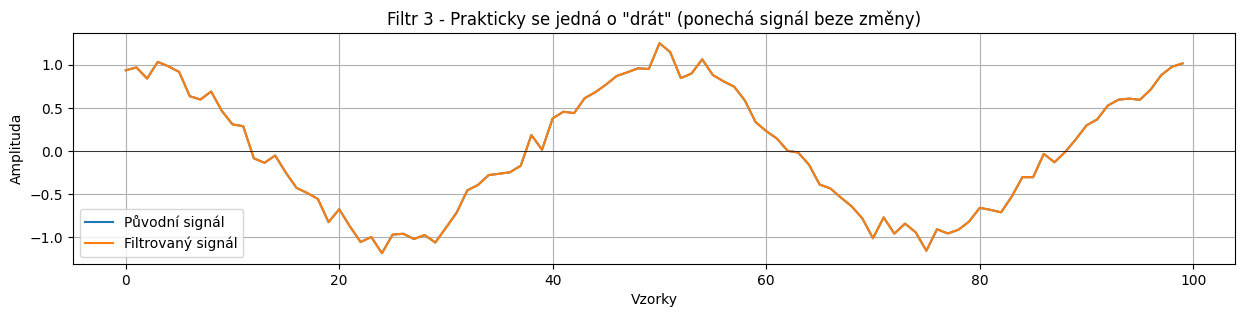 Filtr 3 - Prakticky se jedná o "drát" (ponechá signál beze změny)
Amplituda
1.0
0.5
0.0
−0.5
−1.0
Původní signál
Filtrovaný signál
0 20 40 60 80 100
Vzorky